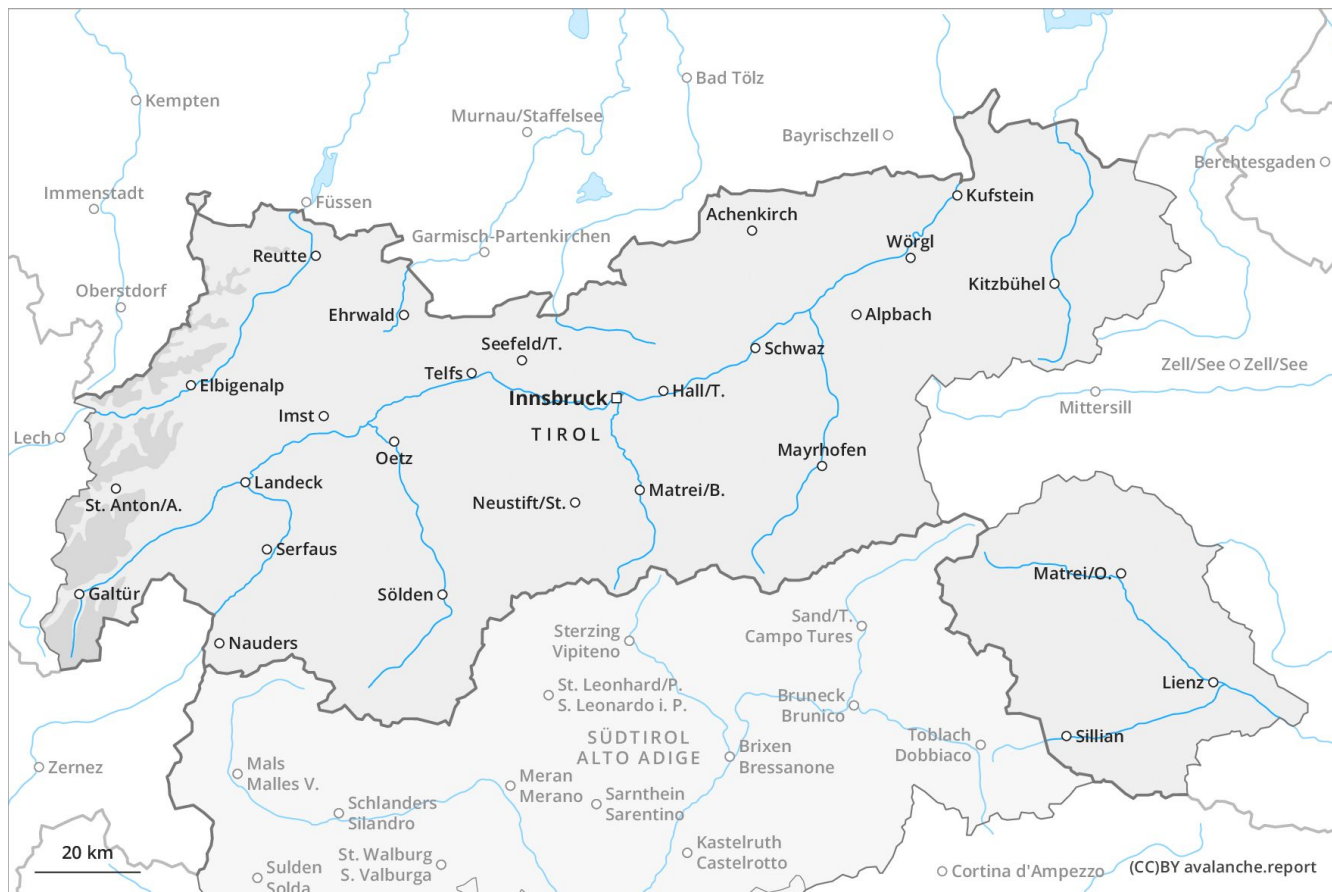 Bad Tölz
Kempten
Murnau/Staffelsee
Bayrischzell
Berchtesgaden
Immenstadt
Füssen
Kufstein
Achenkirch
Garmisch-Partenkirchen
Wörgl
Reutte
Kitzbühel
Oberstdorf
Ehrwald
Alpbach
Seefeld/T.
Schwaz
Telfs
Zell/See
Zell/See
Elbigenalp
Hall/T.
Innsbruck
Mittersill
Imst
Lech
TIROL
Oetz
Mayrhofen
Landeck
Matrei/B.
St. Anton/A.
Neustift/St.
Serfaus
Matrei/O.
Galtür
Sölden
Sand/T.
Campo Tures
Sterzing
Vipiteno
Nauders
Lienz
St. Leonhard/P.
S. Leonardo i. P.
Bruneck
Brunico
SÜDTIROL
ALTO ADIGE
Sillian
Toblach
Dobbiaco
Brixen
Bressanone
Zernez
Mals
Malles V.
Meran
Merano
Sarnthein
Sarentino
Schlanders
Silandro
Kastelruth
Castelrotto
20 km
St. Walburg
S. Valburga
Sulden
Solda
Cortina d'Ampezzo
(CC)BY avalanche.report